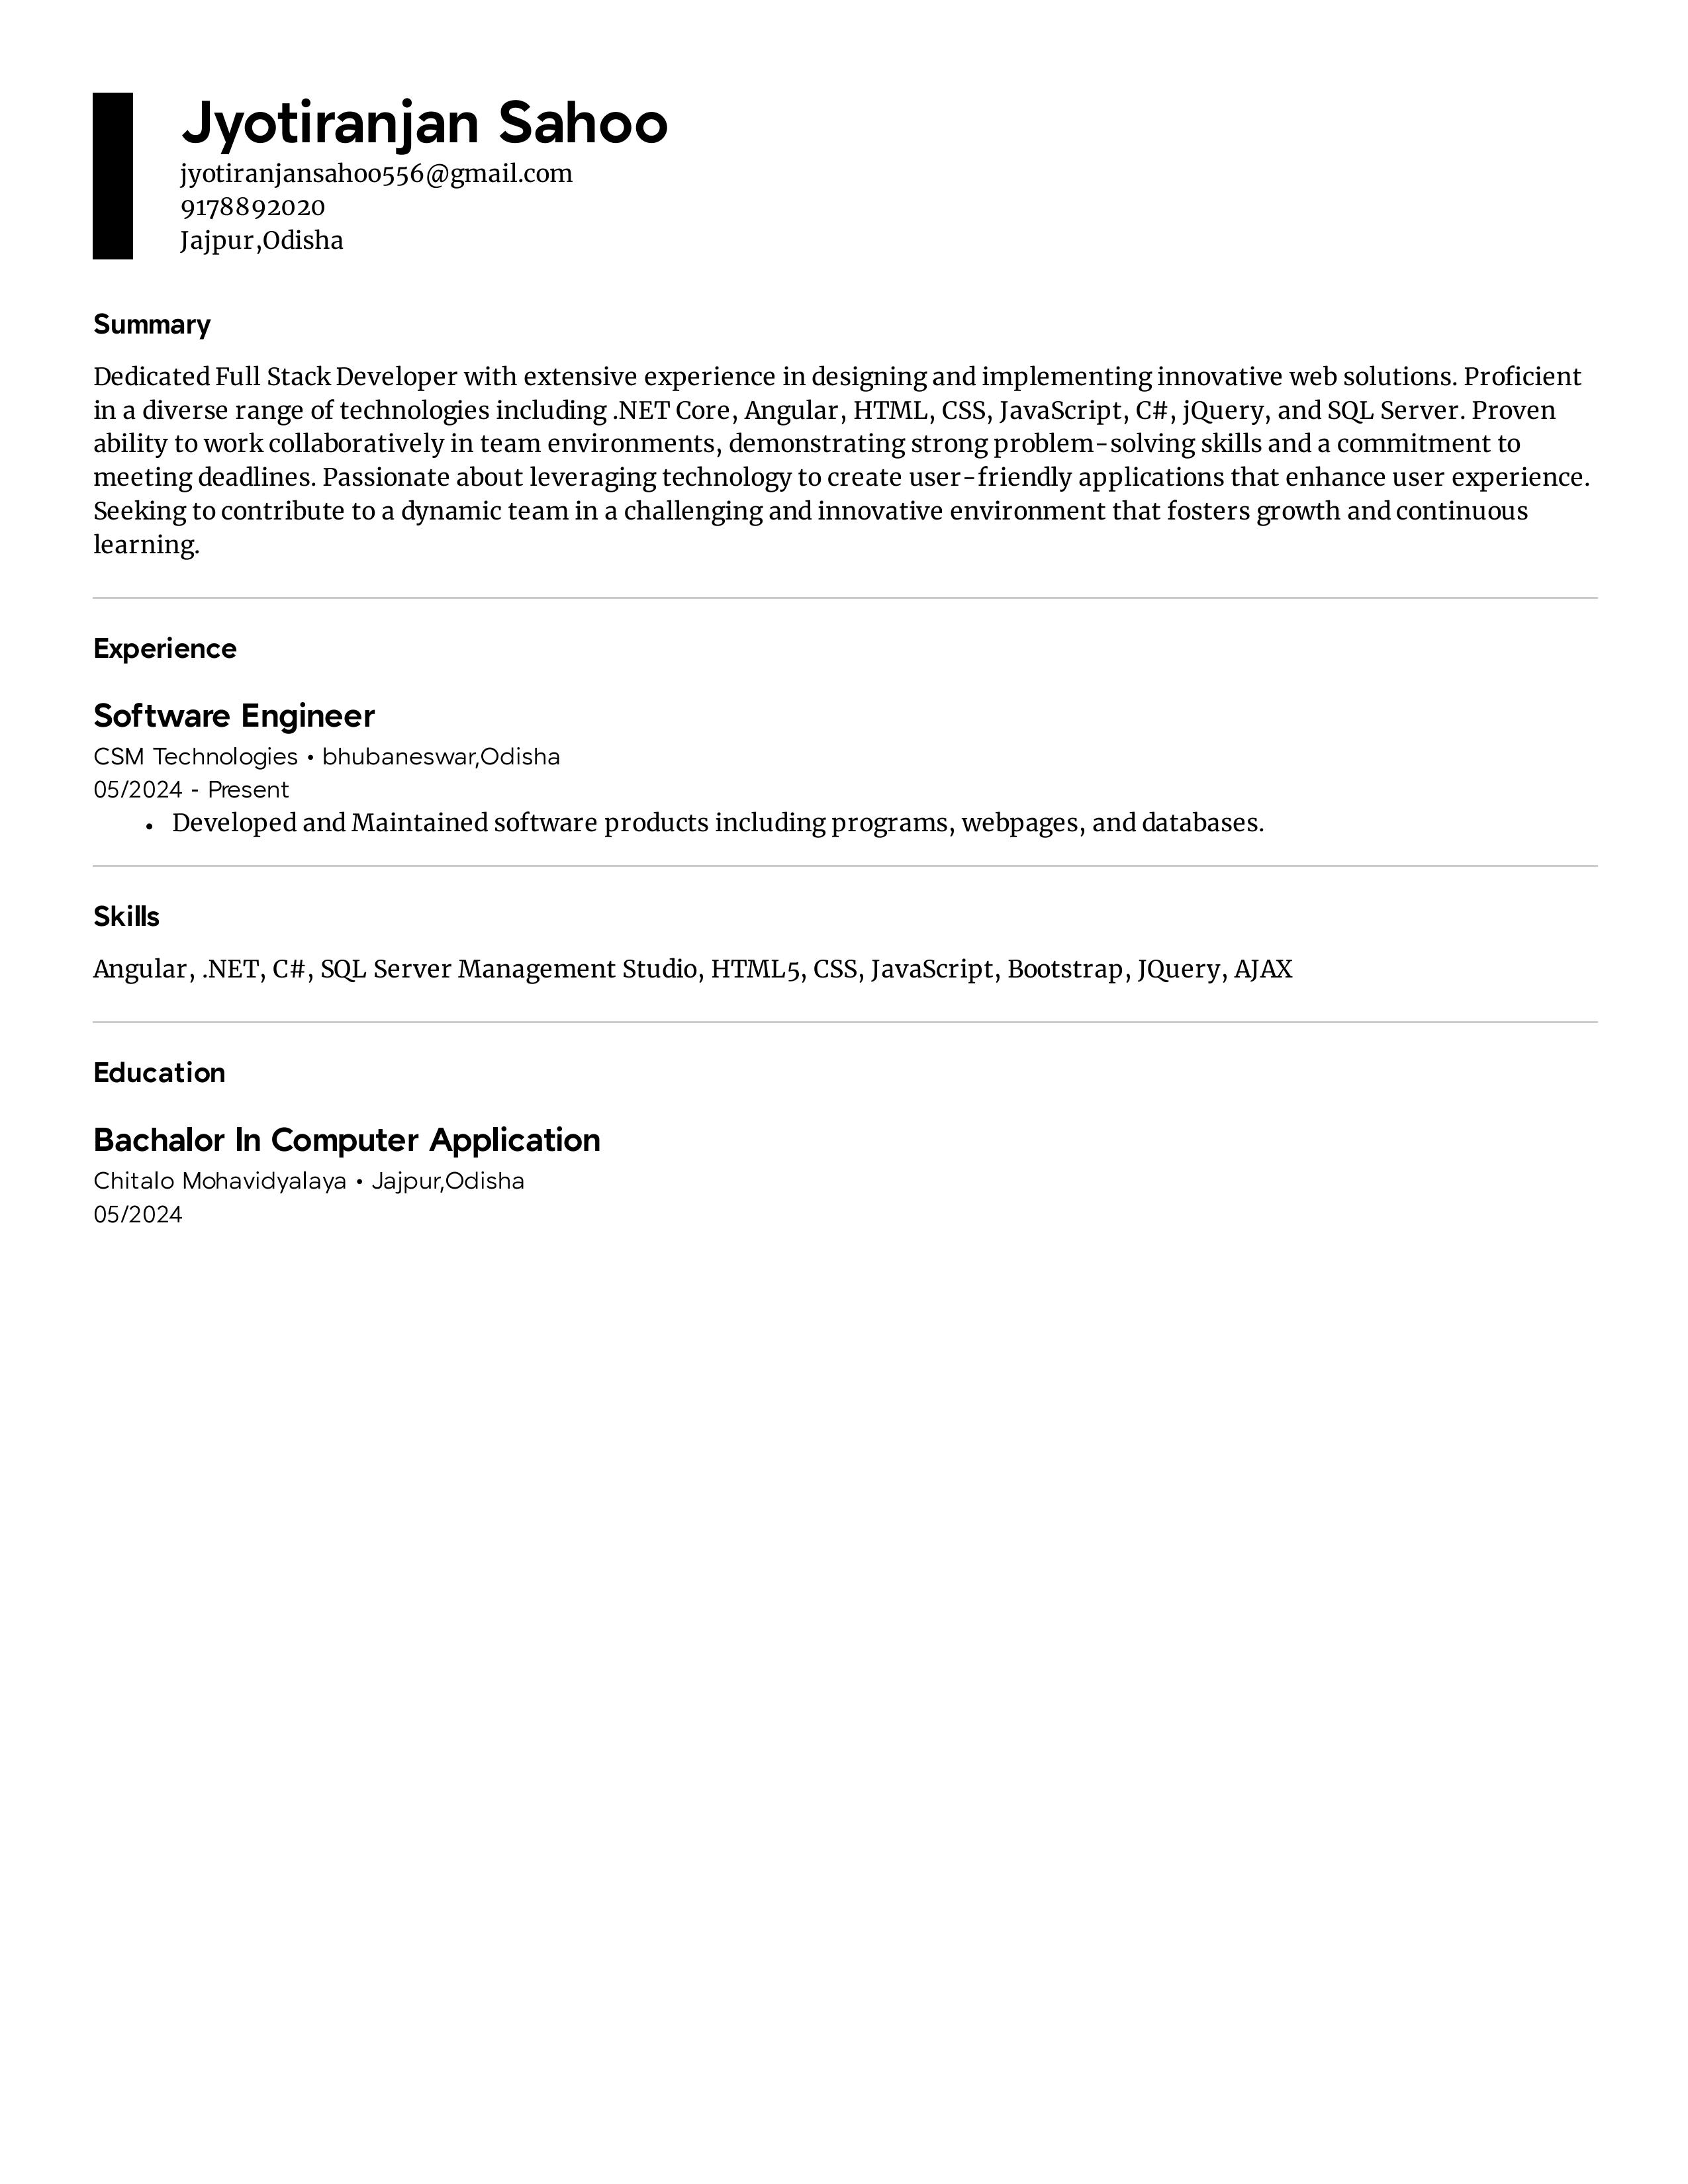 Jyotiranjan Sahoo
jyotiranjansahoo556@gmail.com
9178892020
Jajpur,Odisha
Summary
Dedicated Full Stack Developer with extensive experience in designing and implementing innovative web solutions. Proficient
in a diverse range of technologies including .NET Core, Angular, HTML, CSS, JavaScript, C#, jQuery, and SQL Server. Proven
ability to work collaboratively in team environments, demonstrating strong problem-solving skills and a commitment to
meeting deadlines. Passionate about leveraging technology to create user-friendly applications that enhance user experience.
Seeking to contribute to a dynamic team in a challenging and innovative environment that fosters growth and continuous
learning.
Experience
Software Engineer
CSM Technologies • bhubaneswar,Odisha
05/2024 - Present
• Developed and Maintained software products including programs, webpages, and databases.
Skills
Angular, .NET, C#, SQL Server Management Studio, HTML5, CSS, JavaScript, Bootstrap, JQuery, AJAX
Education
Bachalor In Computer Application
Chitalo Mohavidyalaya • Jajpur,Odisha
05/2024